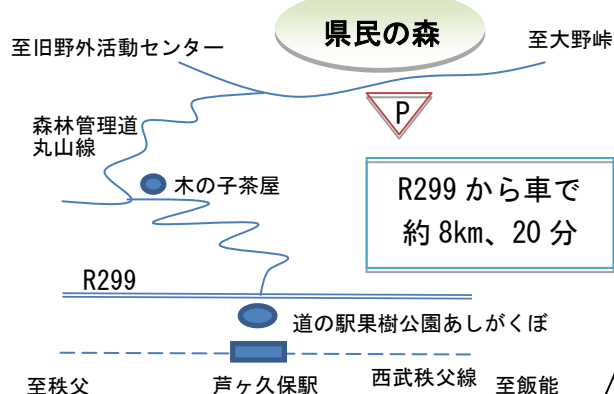 県民の森
至旧野外活動センター
至大野峠
P
森林管理道
丸山線
木の子茶屋
R299 から車で
約 8km、20 分
R299
道の駅果樹公園あしがくぼ
至秩父
芦ヶ久保駅
西武秩父線
至飯能